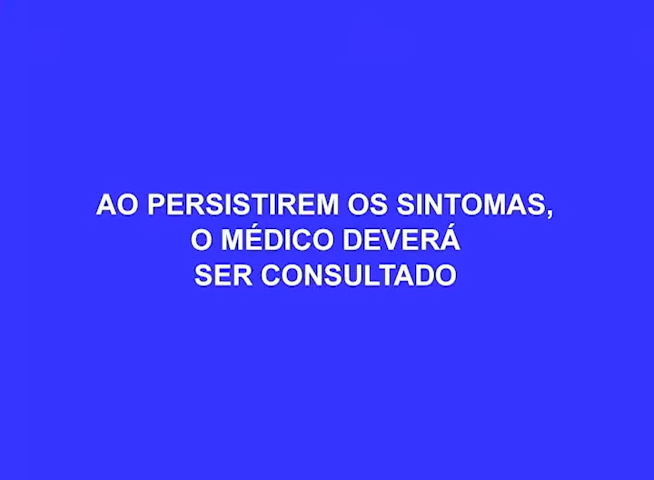 AO PERSISTIREM OS SINTOMAS,
O MÉDICO DEVERÁ
SER CONSULTADO